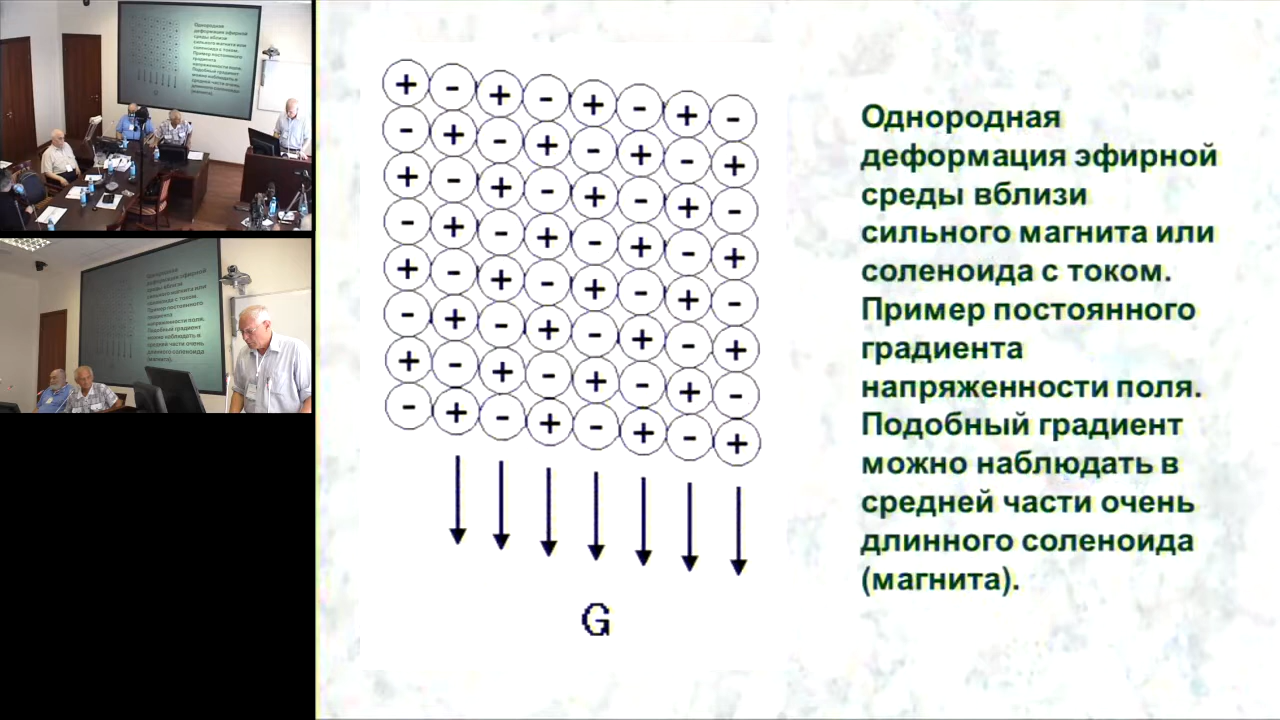 + - + - + - + -
- + - + - + - +
+ - + - + - + -
- + - + - + - +
+ - + - + - + -
- + - + - + - +
+ - + - + - + -
- + - + - + - +
G
Однородная
деформация эфирной
среды вблизи
сильного магнита или
соленоида с током.
Пример постоянного
градиента
напряженности поля.
Подобный градиент
можно наблюдать в
средней части очень
длинного соленоида
(магнита).